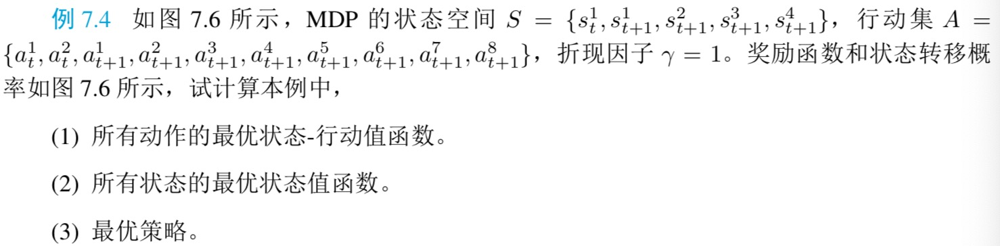 例 7.4 如图 7.6 所示，MDP 的状态空间 $S = \{s_t^1, s_{t+1}^1, s_{t+1}^2, s_{t+1}^3, s_{t+1}^4\}$，行动集 $A =$
$\{a_t^1, a_t^2, a_{t+1}^1, a_{t+1}^2, a_{t+1}^3, a_{t+1}^4, a_{t+1}^5, a_{t+1}^6, a_{t+1}^7, a_{t+1}^8\}$，折现因子 $\gamma = 1$。奖励函数和状态转移概
率如图 7.6 所示，试计算本例中，
(1) 所有动作的最优状态-行动值函数。
(2) 所有状态的最优状态值函数。
(3) 最优策略。